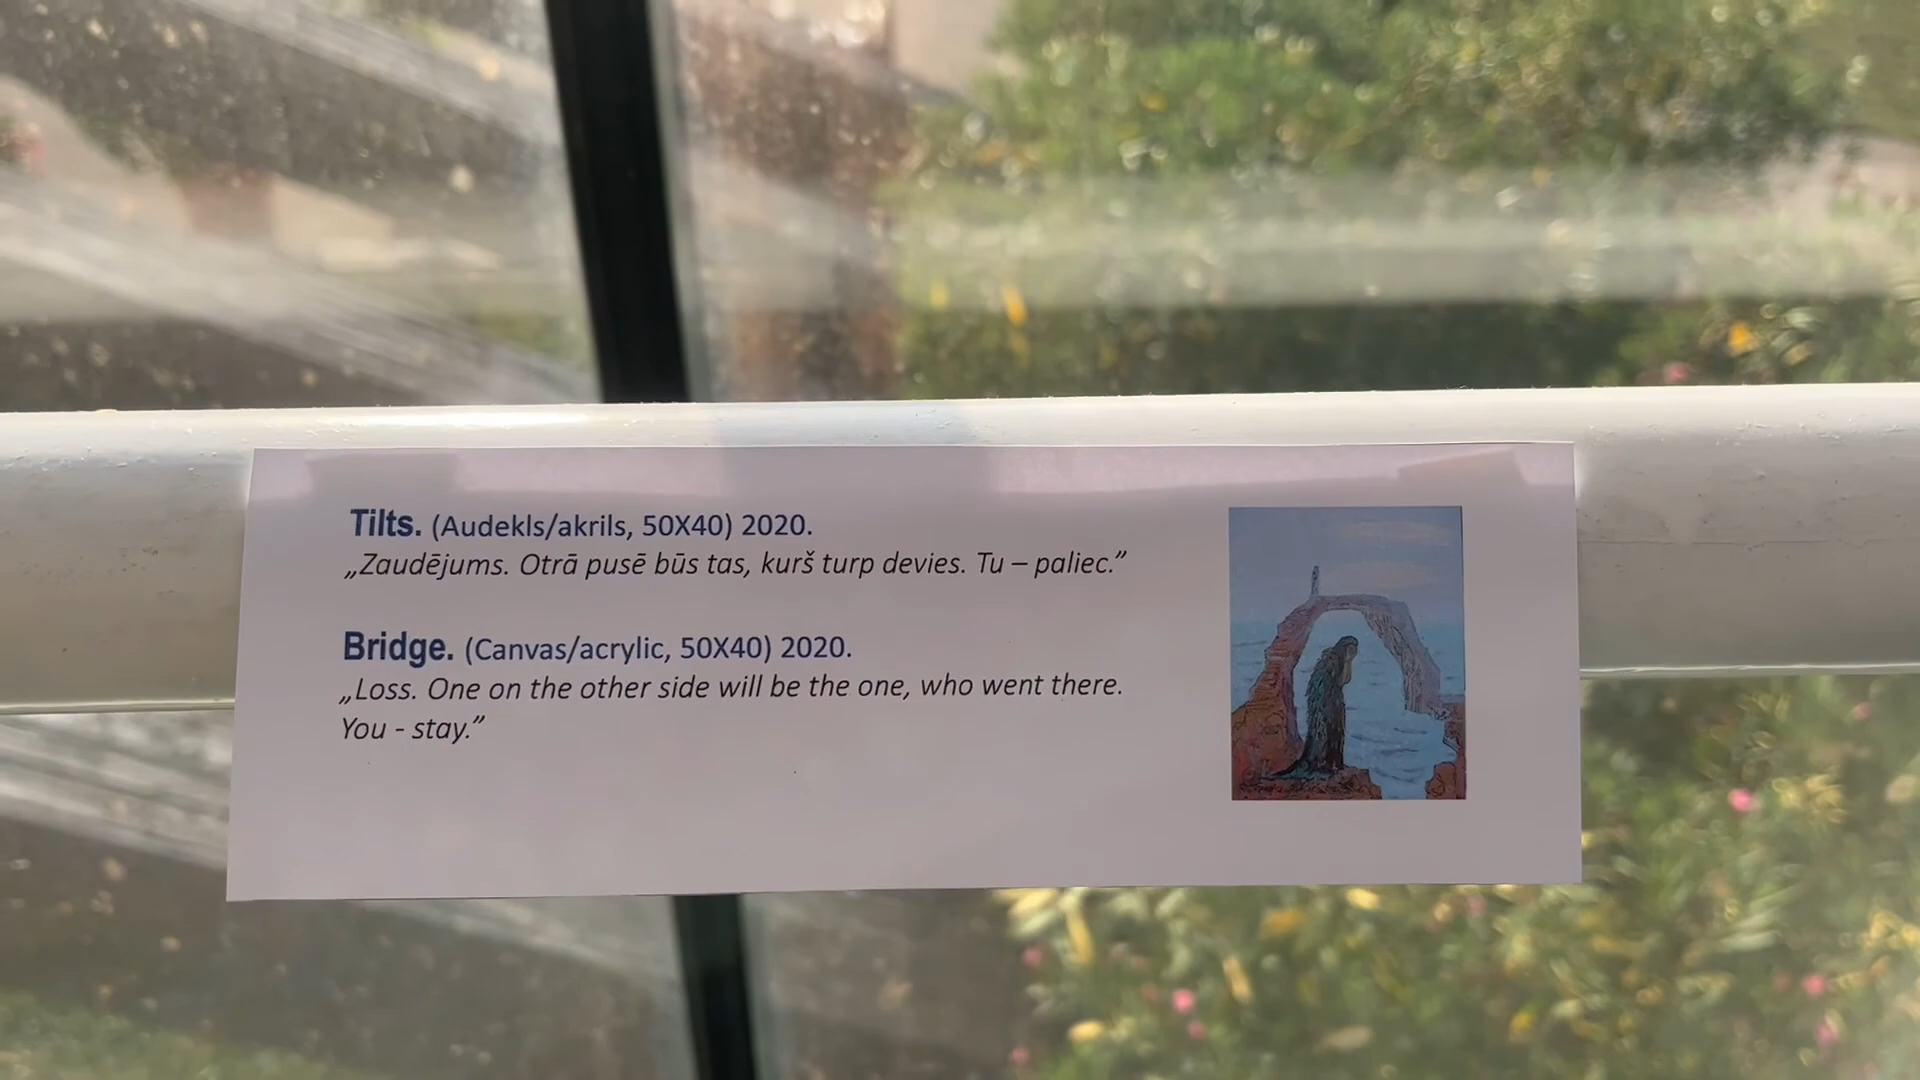 Tilts. (Audekls/akrils, 50X40) 2020.
„Zaudējums. Otrā pusē būs tas, kurš turp devies. Tu – paliec.”
Bridge. (Canvas/acrylic, 50X40) 2020.
„Loss. One on the other side will be the one, who went there.
You - stay.”